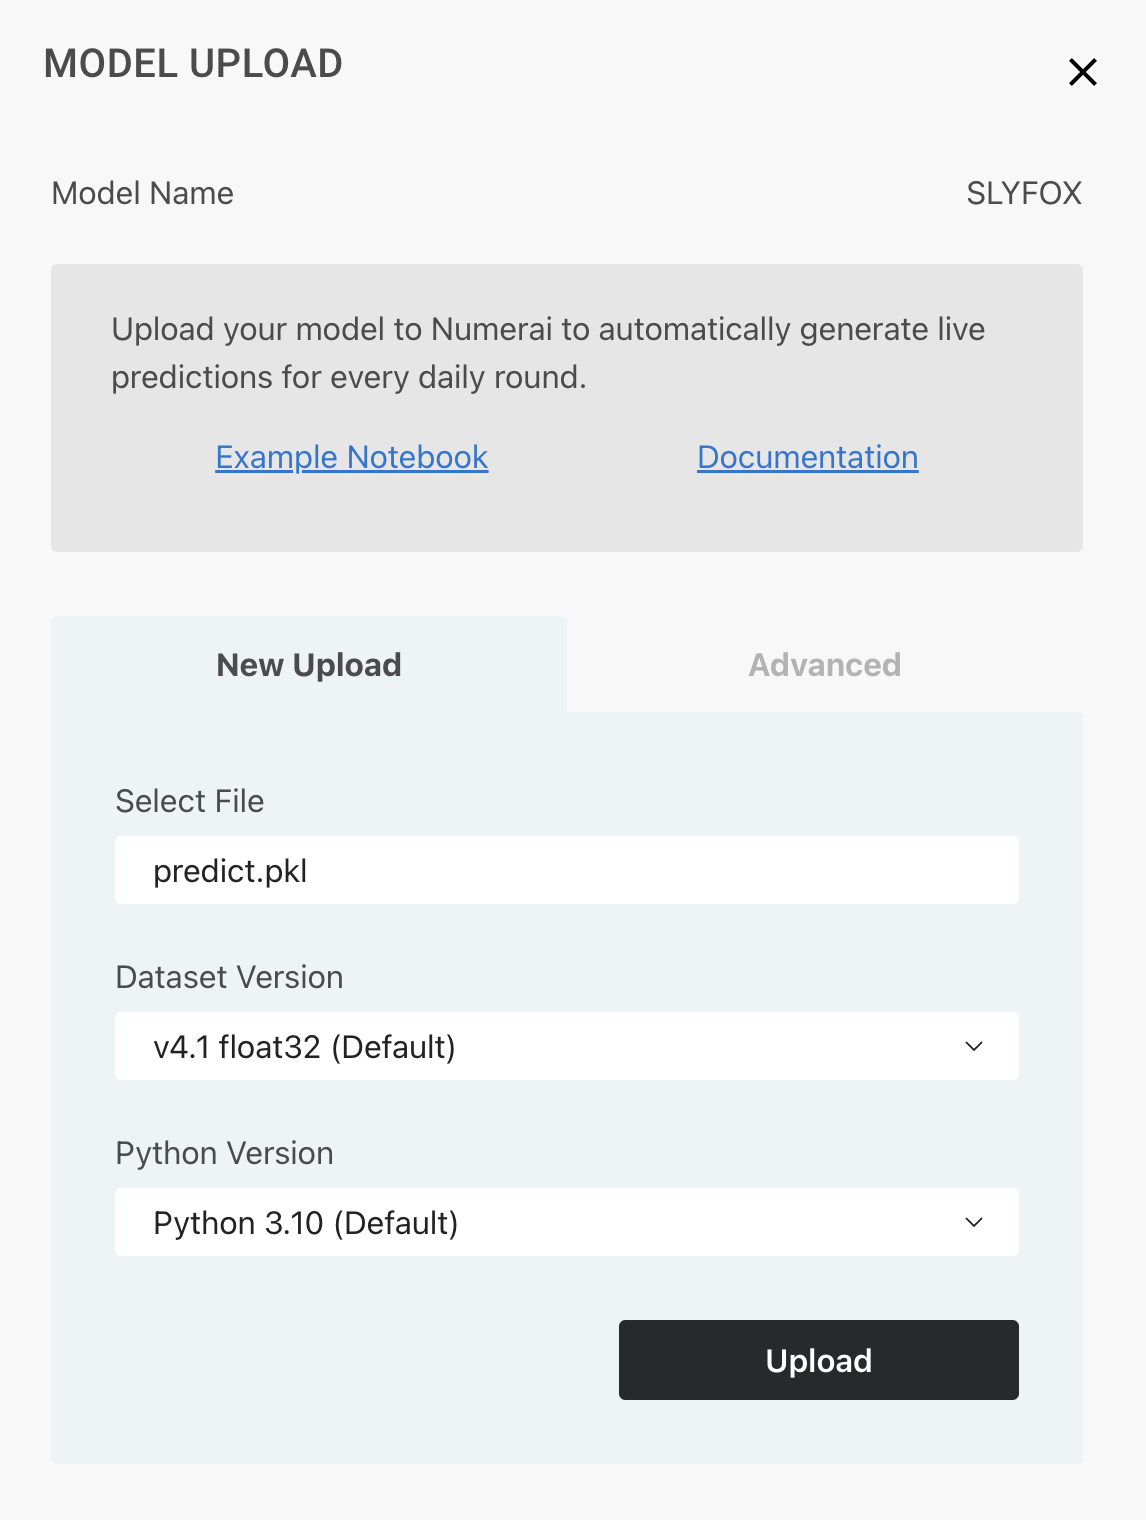 MODEL UPLOAD
Model Name
SLYFOX
Upload your model to Numerai to automatically generate live
predictions for every daily round.
Example Notebook
Documentation
New Upload
Advanced
Select File
predict.pkl
Dataset Version
v4.1 float32 (Default)
Python Version
Python 3.10 (Default)
Upload